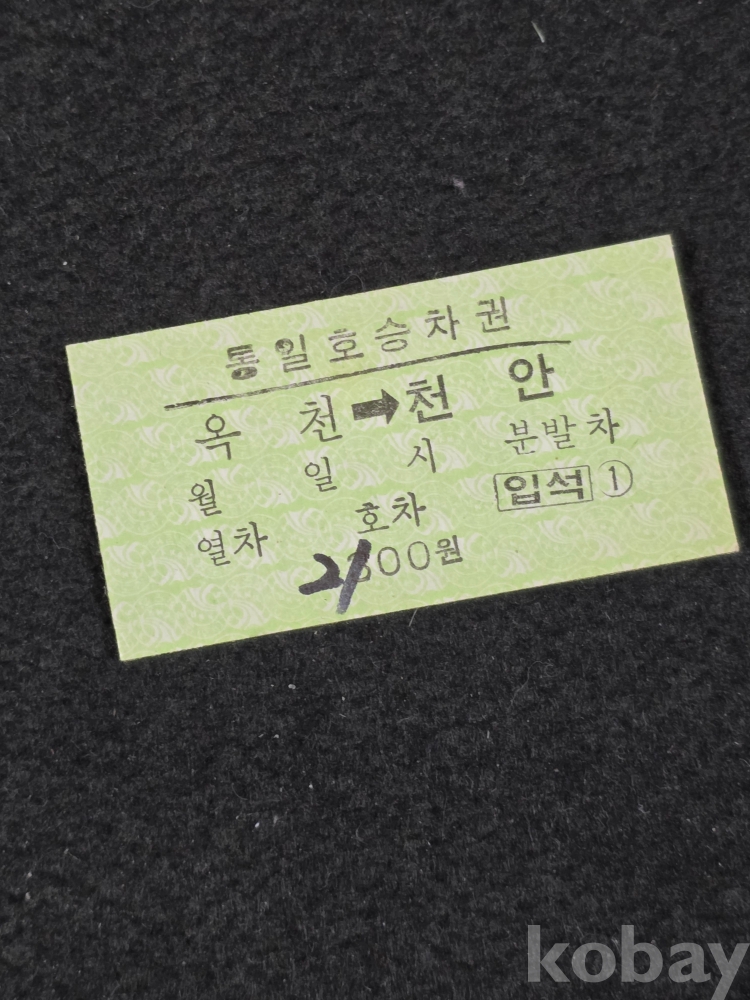 통일호승차권
옥 천 ➡ 천 안
월 일 시 분발차
열차 호차 입석 ①
21 00원
kobay